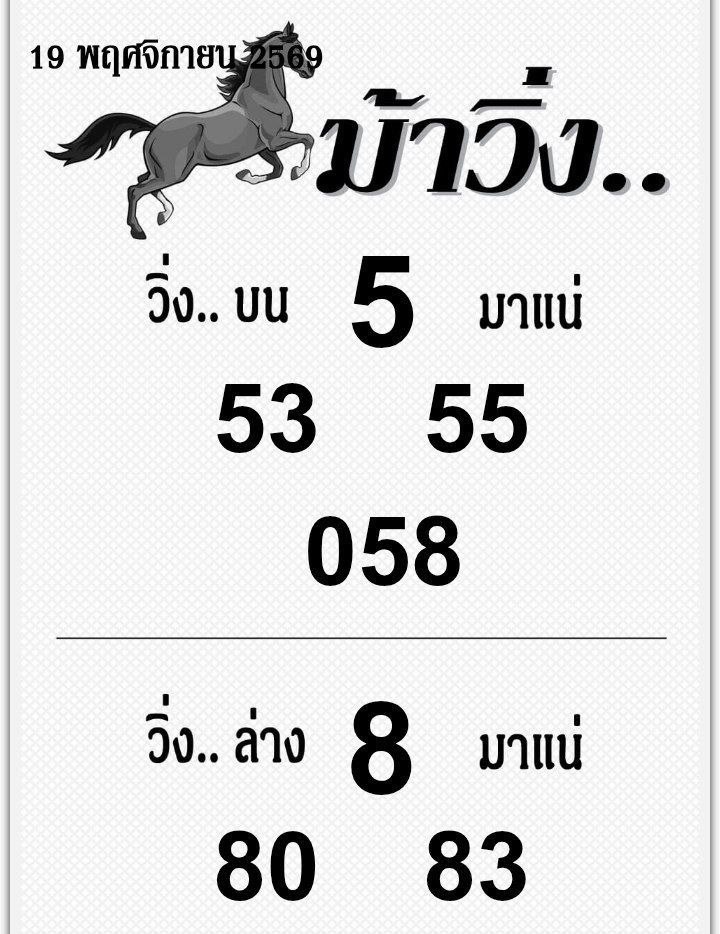 19 พฤศจิกายน 2569
ม้าวิ่ง..
วิ่ง.. บน 5 มาแน่
53 55
058
วิ่ง.. ล่าง 8 มาแน่
80 83